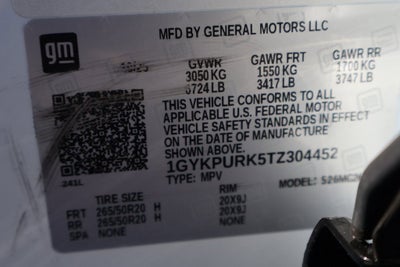 MFD BY GENERAL MOTORS LLC
gm
10/25
GVWR GAWR FRT GAWR RR
3050 KG 1550 KG 1700 KG
6724 LB 3417 LB 3747 LB
THIS VEHICLE CONFORMS TO ALL
APPLICABLE U.S. FEDERAL MOTOR
VEHICLE SAFETY STANDARDS IN EFFECT
ON THE DATE OF MANUFACTURE
SHOWN ABOVE.
1GYKPURK5TZ304452
TYPE: MPV MODEL:
241L
TIRE SIZE RIM
FRT 265/50R20 H 20X9J
RR 265/50R20 H 20X9J
SPA NONE NONE